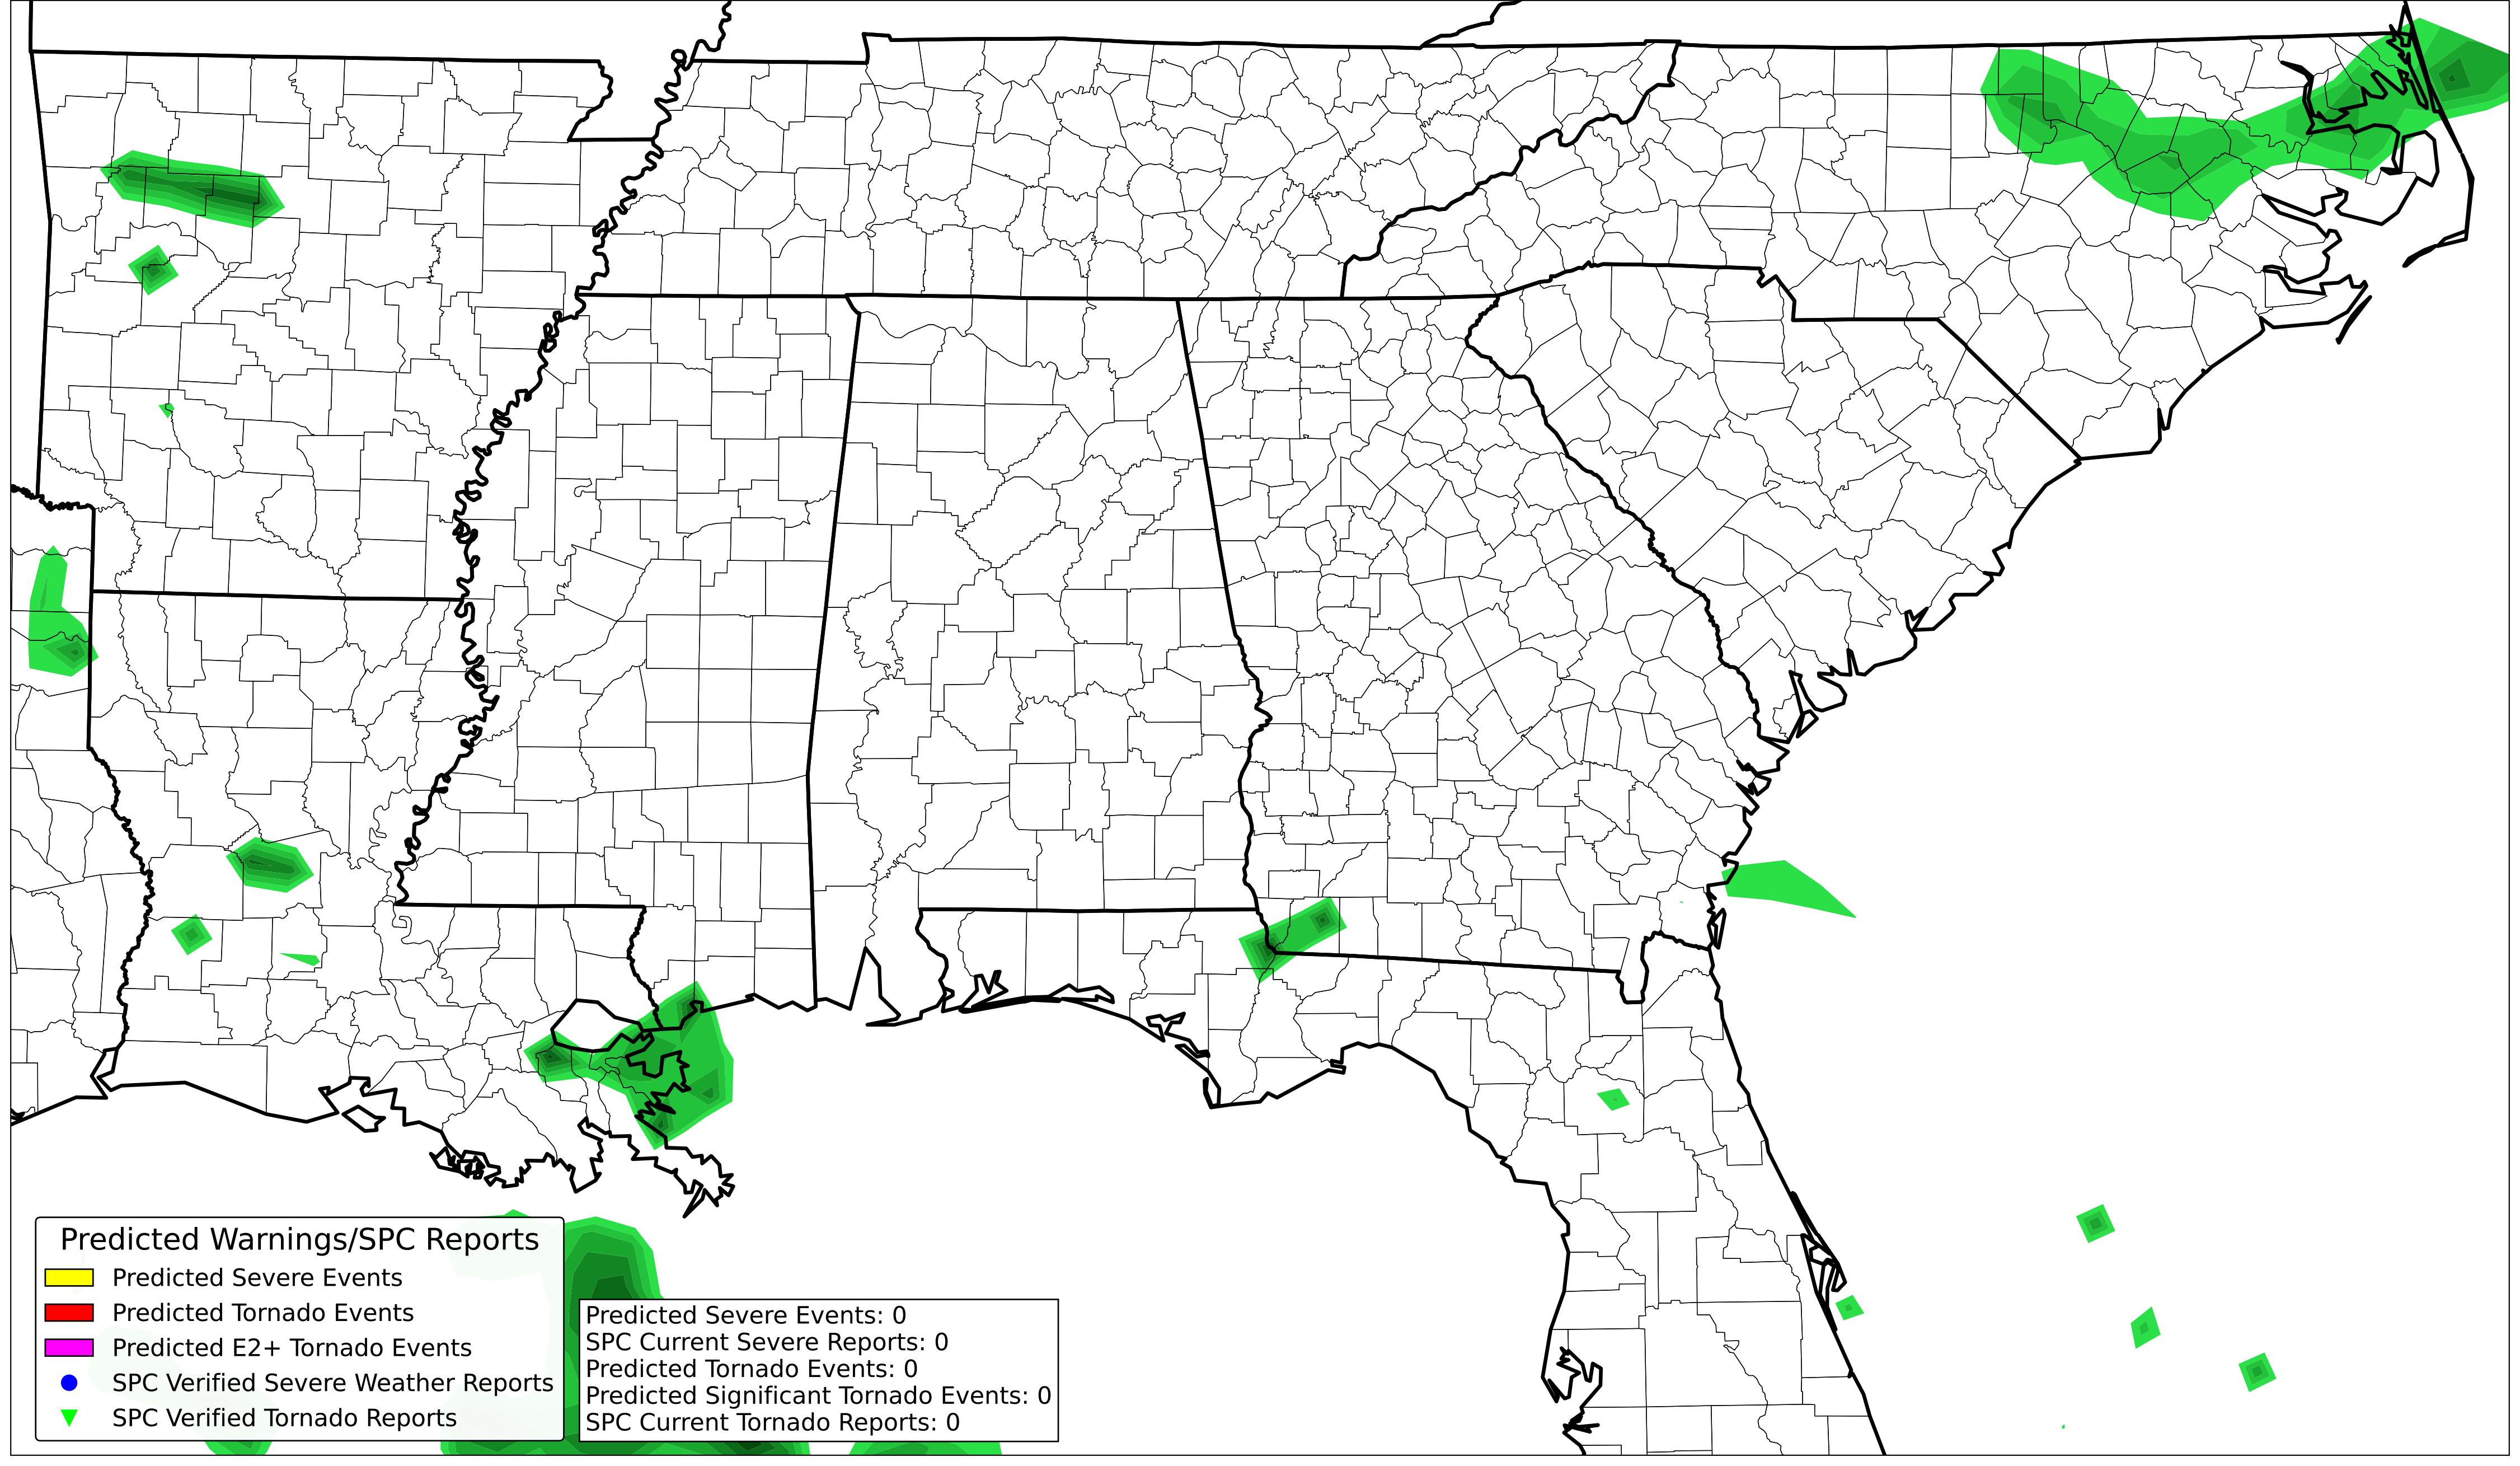 Predicted Warnings/SPC Reports
Predicted Severe Events
Predicted Tornado Events
Predicted E2+ Tornado Events
SPC Verified Severe Weather Reports
SPC Verified Tornado Reports
Predicted Severe Events: 0
SPC Current Severe Reports: 0
Predicted Tornado Events: 0
Predicted Significant Tornado Events: 0
SPC Current Tornado Reports: 0